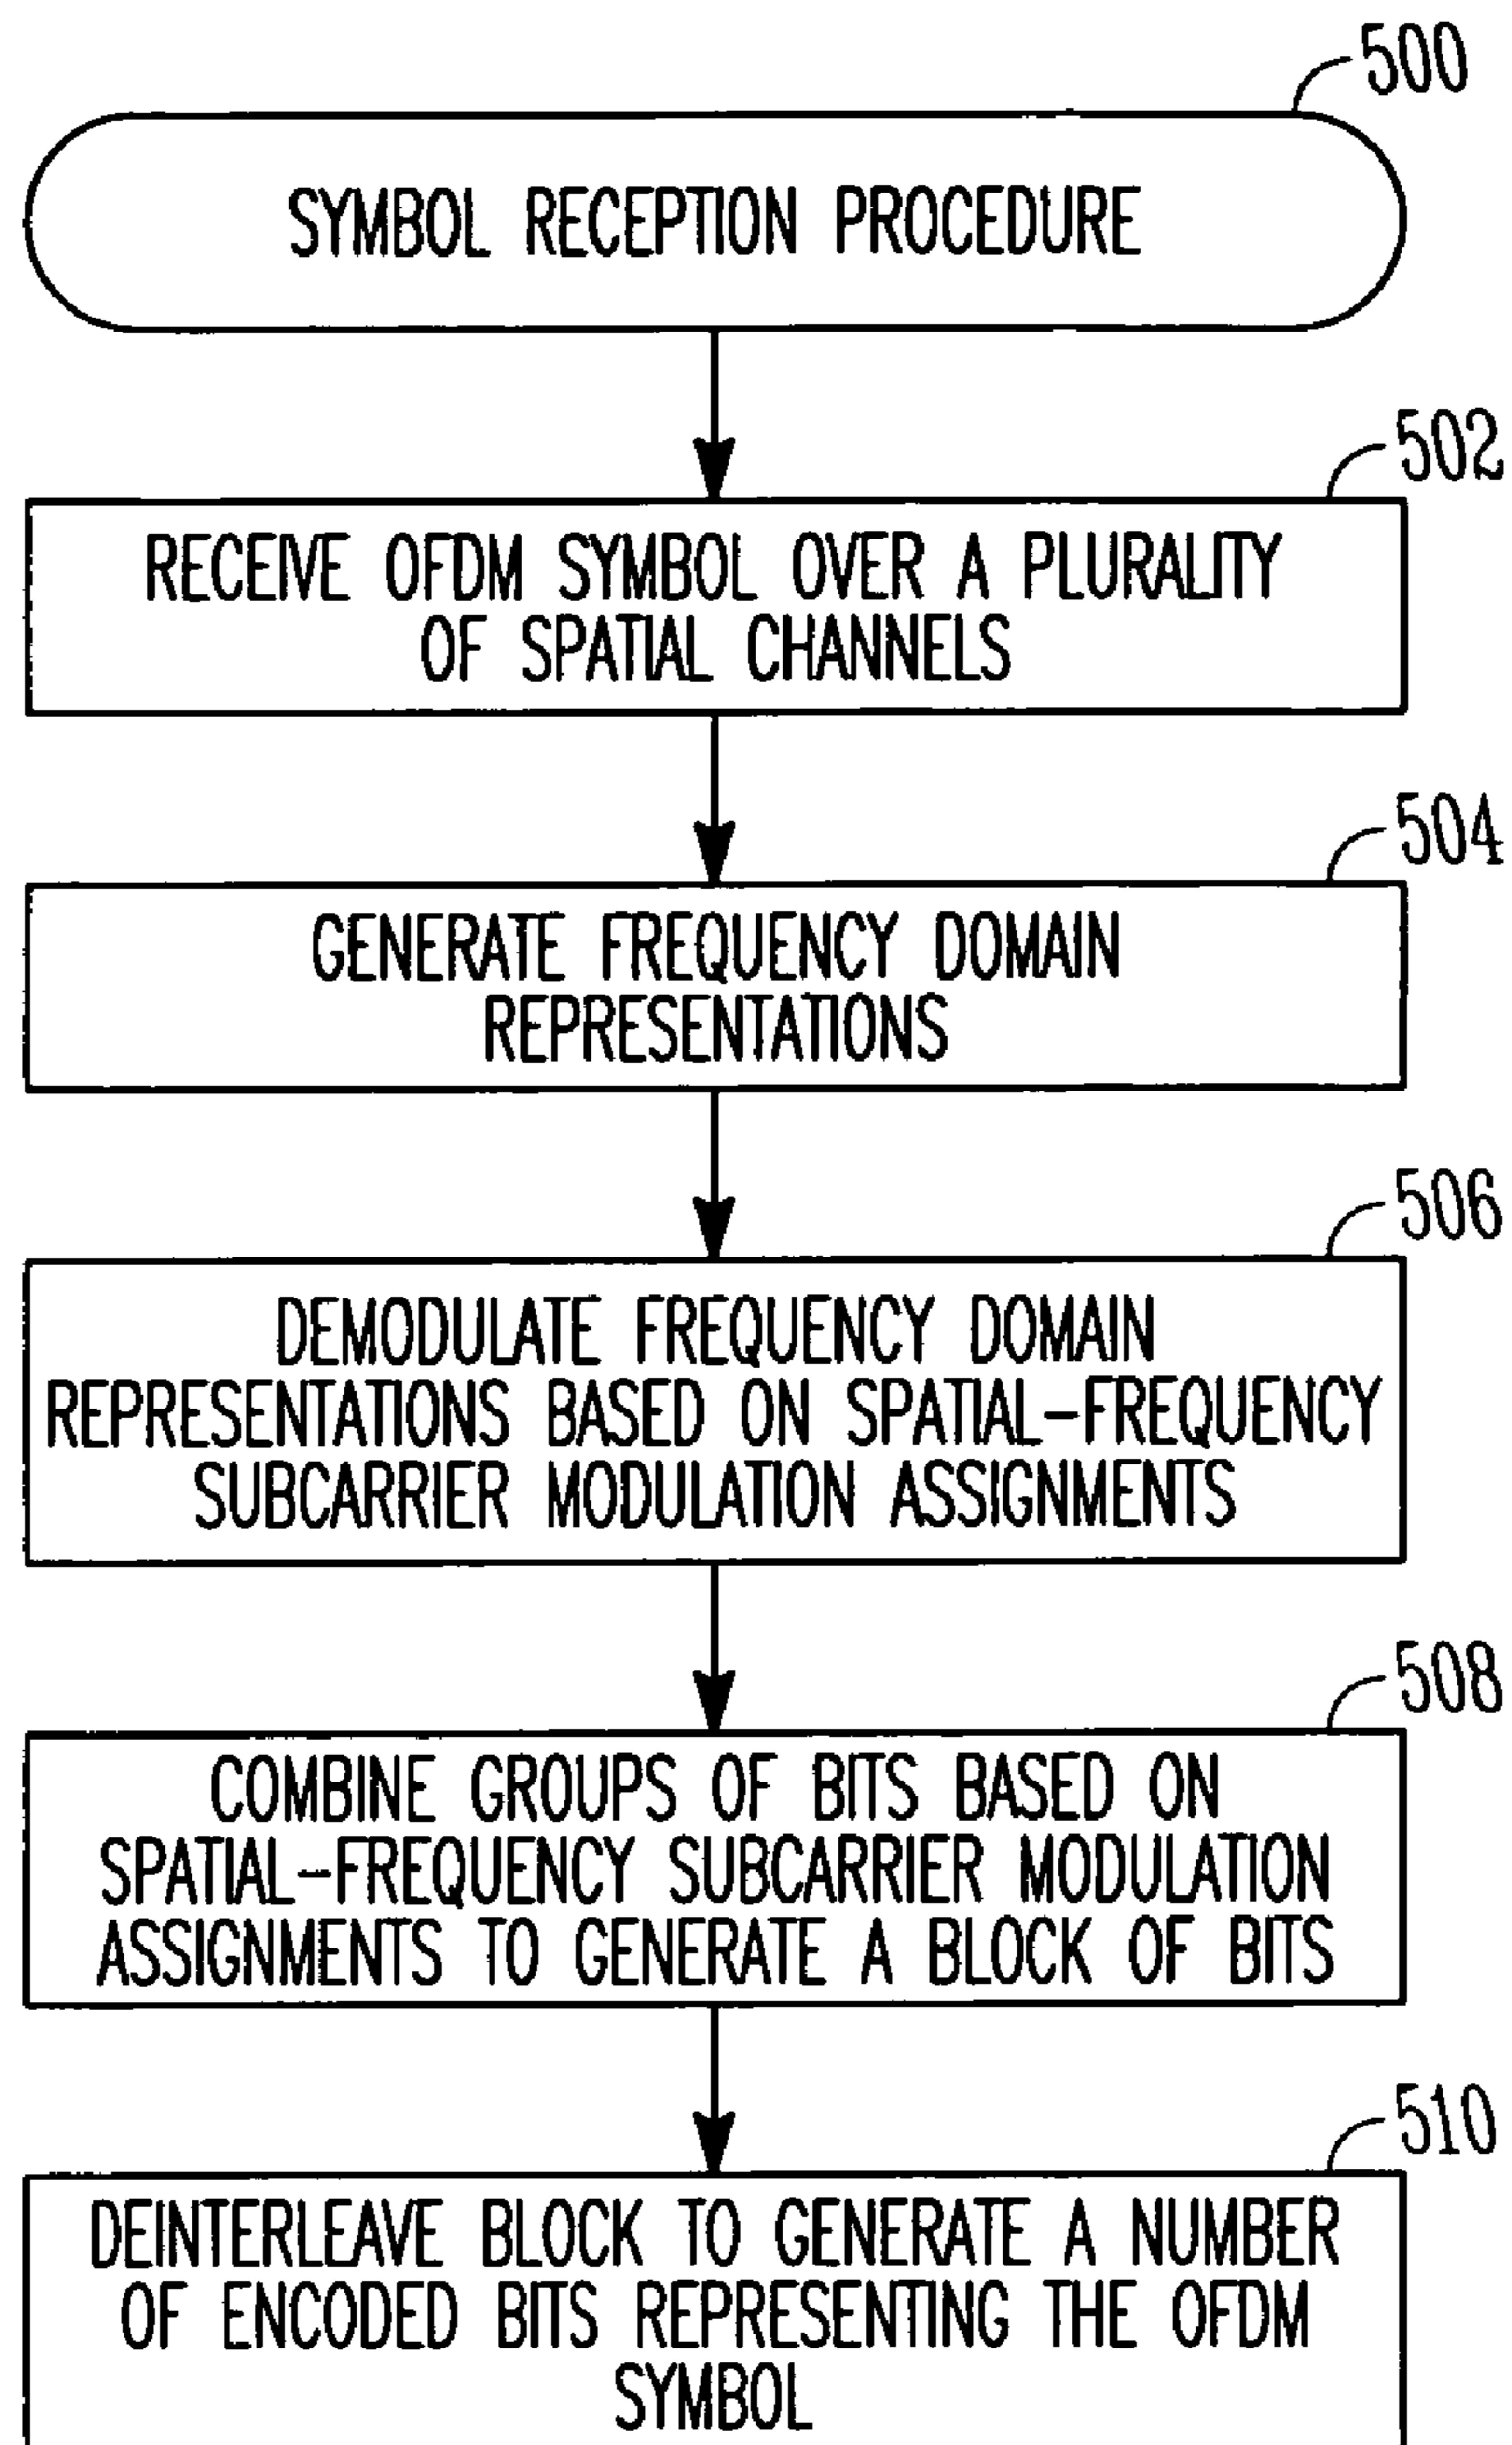 500
SYMBOL RECEPTION PROCEDURE
502
RECEIVE OFDM SYMBOL OVER A PLURALITY
OF SPATIAL CHANNELS
504
GENERATE FREQUENCY DOMAIN
REPRESENTATIONS
506
DEMODULATE FREQUENCY DOMAIN
REPRESENTATIONS BASED ON SPATIAL-FREQUENCY
SUBCARRIER MODULATION ASSIGNMENTS
508
COMBINE GROUPS OF BITS BASED ON
SPATIAL-FREQUENCY SUBCARRIER MODULATION
ASSIGNMENTS TO GENERATE A BLOCK OF BITS
510
DEINTERLEAVE BLOCK TO GENERATE A NUMBER
OF ENCODED BITS REPRESENTING THE OFDM
SYMBOL